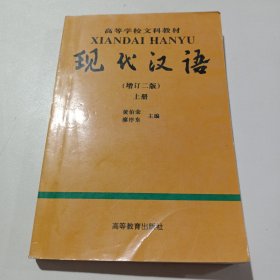 高等学校文科教材
XIANDAI HANYU
现代汉语
(增订二版)
上册
黄伯荣
廖序东 主编
高等教育出版社